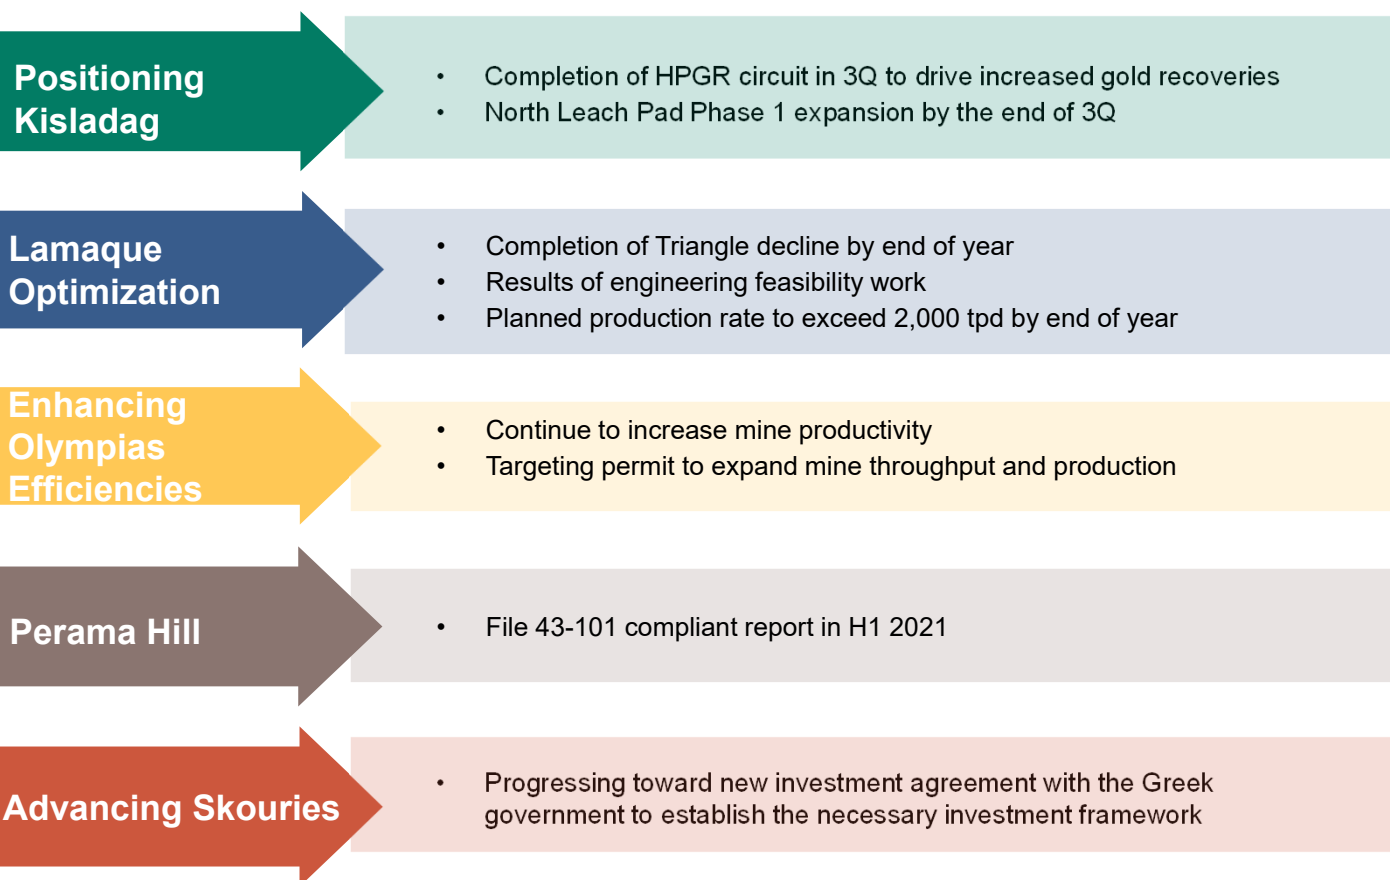 Positioning
Kisladag
• Completion of HPGR circuit in 3Q to drive increased gold recoveries
• North Leach Pad Phase 1 expansion by the end of 3Q
Lamaque
Optimization
• Completion of Triangle decline by end of year
• Results of engineering feasibility work
• Planned production rate to exceed 2,000 tpd by end of year
Enhancing
Olympias
Efficiencies
• Continue to increase mine productivity
• Targeting permit to expand mine throughput and production
Perama Hill
• File 43-101 compliant report in H1 2021
Advancing Skouries
• Progressing toward new investment agreement with the Greek
government to establish the necessary investment framework